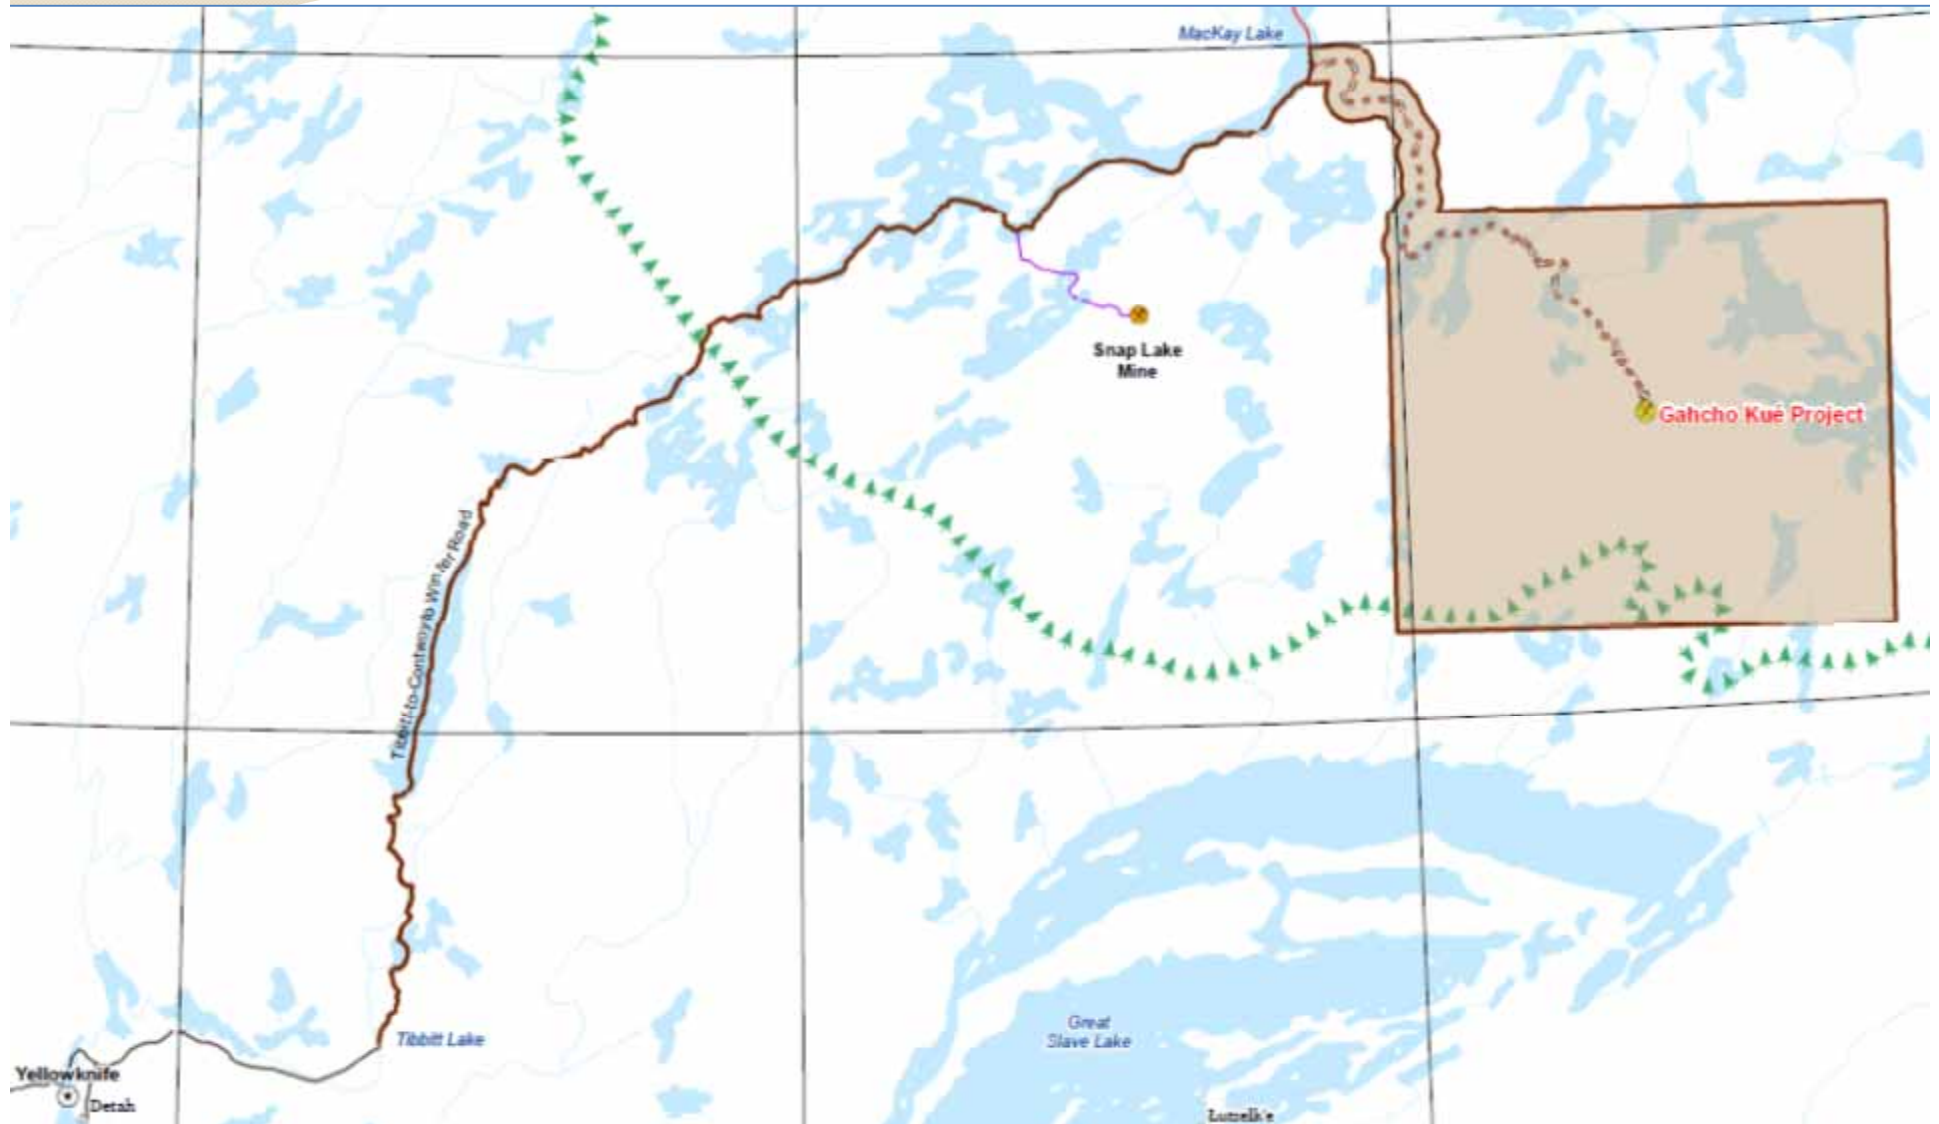 MacKay Lake
Snap Lake
Mine
Gahcho Kué Project
Tibbitt-to-Contwoyto Winter Road
Tibbitt Lake
Great
Slave Lake
Yellowknife
Detah
Łutselk'e